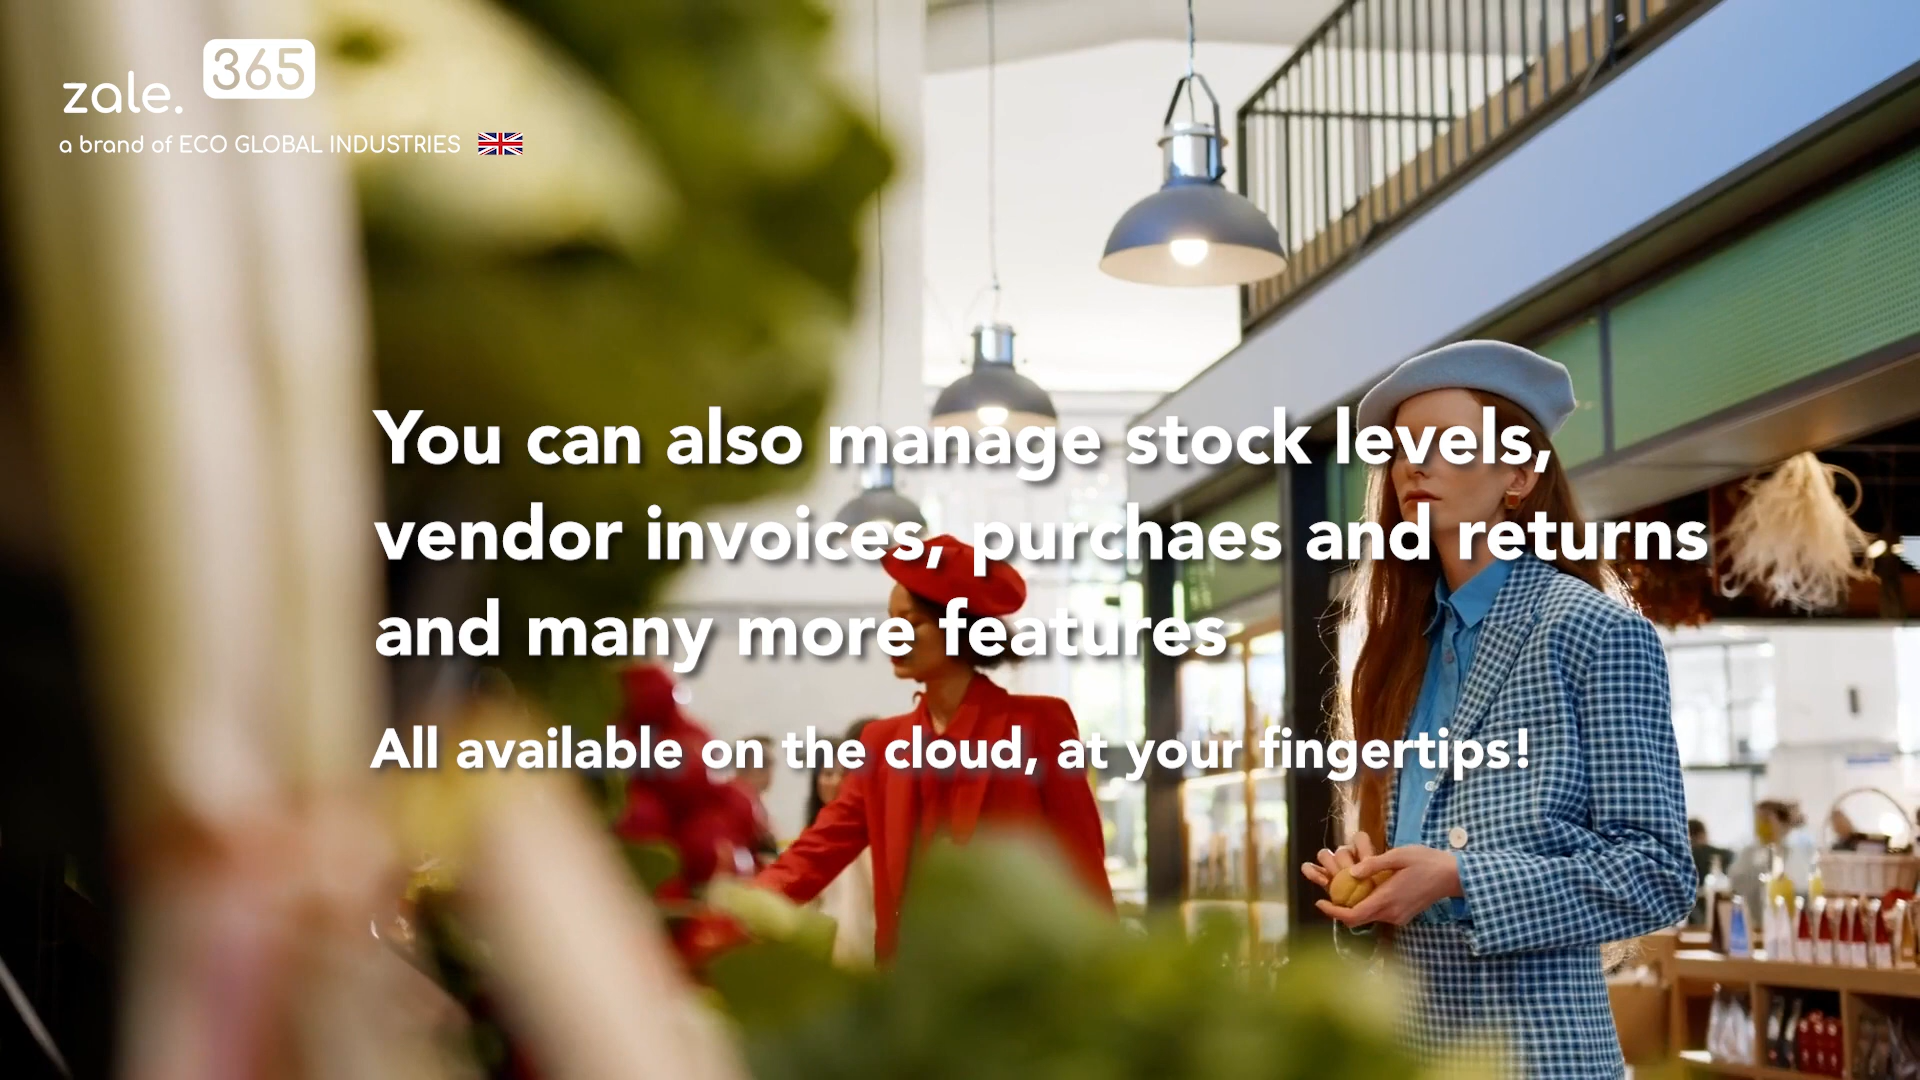 zale. 365
a brand of ECO GLOBAL INDUSTRIES
You can also manage stock levels,
vendor invoices, purchaes and returns
and many more features
All available on the cloud, at your fingertips!